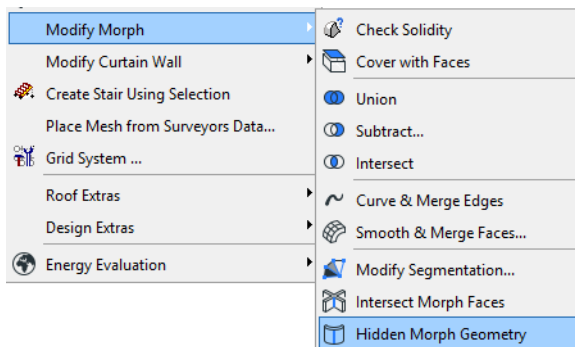 Modify Morph
Modify Curtain Wall
Create Stair Using Selection
Place Mesh from Surveyors Data...
Grid System ...
Roof Extras
Design Extras
Energy Evaluation
Check Solidity
Cover with Faces
Union
Subtract...
Intersect
Curve & Merge Edges
Smooth & Merge Faces...
Modify Segmentation...
Intersect Morph Faces
Hidden Morph Geometry